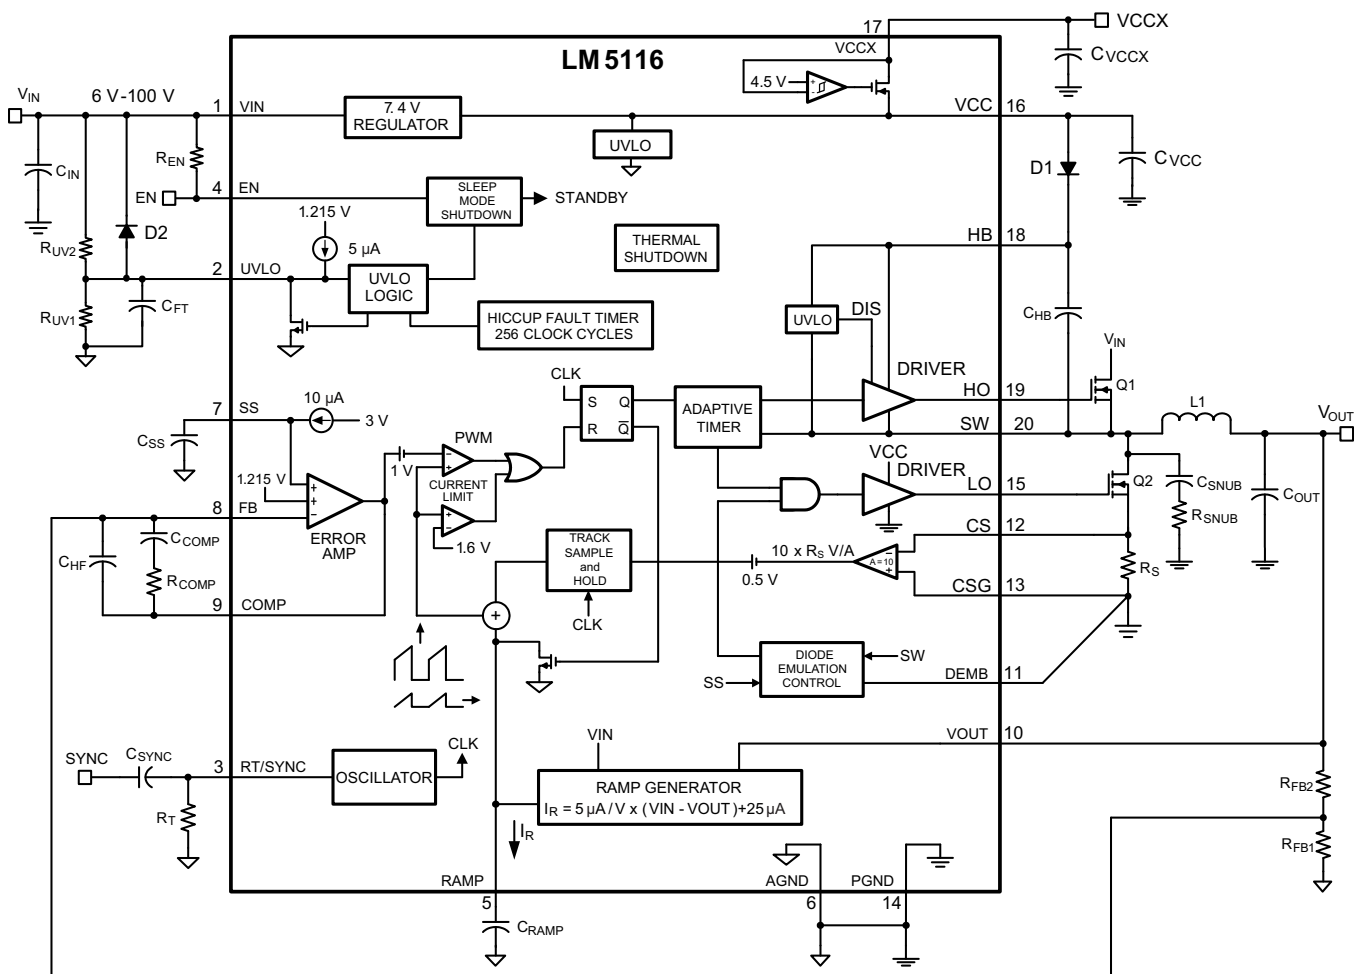 VCCX
17
VCCX
CVCCX
LM5116
4.5 V
VIN
6 V-100 V
1
VIN
7.4 V
REGULATOR
VCC
16
UVLO
REN
CIN
D1
CVCC
EN
4
EN
SLEEP
MODE
SHUTDOWN
STANDBY
1.215 V
D2
5 µA
THERMAL
SHUTDOWN
HB
18
RUV2
2
UVLO
UVLO
LOGIC
CFT
RUV1
HICCUP FAULT TIMER
256 CLOCK CYCLES
UVLO
DIS
CHB
VIN
CLK
DRIVER
Q1
10 µA
S
Q
HO
19
ADAPTIVE
TIMER
L1
VOUT
7
SS
3 V
R
Q
SW
20
CSS
PWM
1 V
VCC
DRIVER
Q2
CSNUB
1.215 V
CURRENT
LIMIT
LO
15
COUT
8
FB
RSNUB
ERROR
AMP
CCOMP
1.6 V
TRACK
SAMPLE
and
HOLD
CS
12
CHF
10 x RS V/A
A=10
RS
RCOMP
0.5 V
CSG
13
9
COMP
+
CLK
DIODE
EMULATION
CONTROL
SW
SS
DEMB
11
VIN
VOUT
10
SYNC
CSYNC
3
RT/SYNC
OSCILLATOR
CLK
RAMP GENERATOR
IR = 5 µA / V x ( VIN - VOUT )+25 µA
RFB2
RT
IR
RFB1
RAMP
AGND
PGND
5
6
14
CRAMP